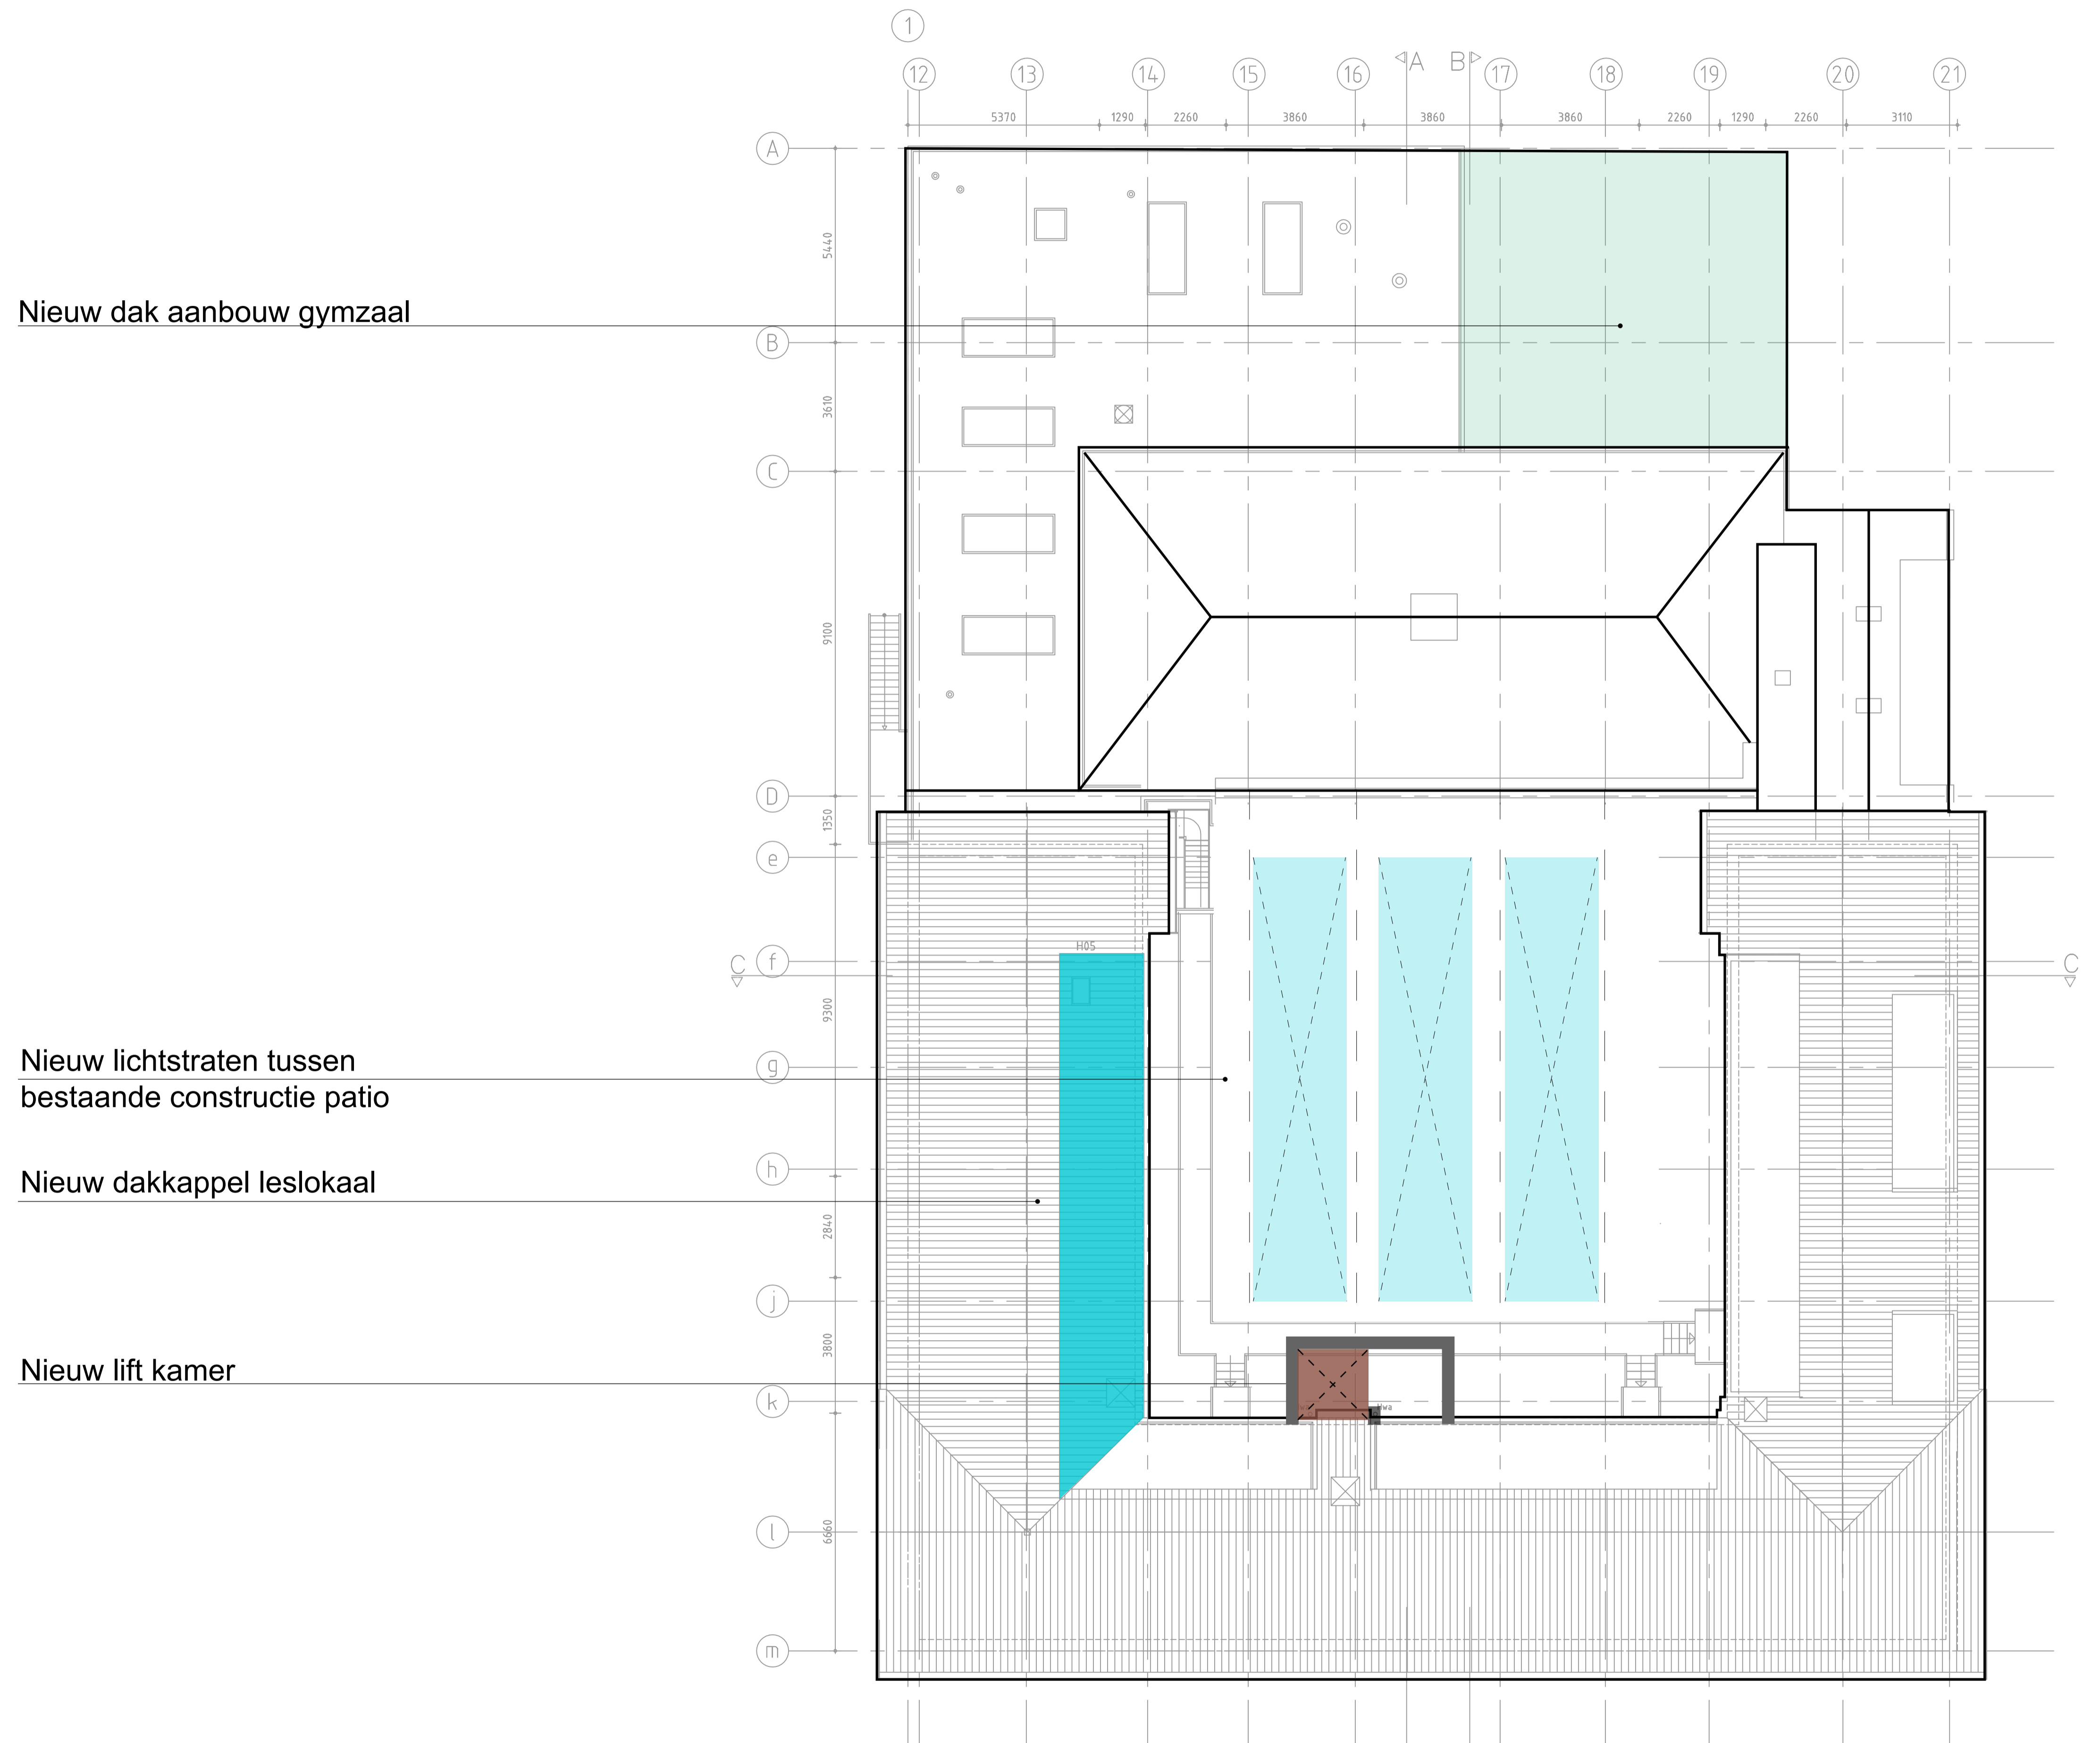 1
12 13 14 15 16 A B 17 18 19 20 21
5370 1290 2260 3860 3860 3860 2260 1290 2260 3110
A
5440
Nieuw dak aanbouw gymzaal
B
3610
C
9100
D
1350
e
H05
f
C C
9300
Nieuw lichtstraten tussen
bestaande constructie patio
g
h
Nieuw dakkappel leslokaal
2840
j
3800
Nieuw lift kamer
k
Hwa
l
6660
m